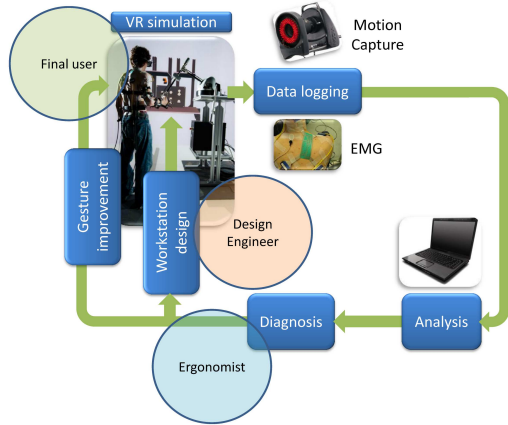 VR simulation
Motion
Capture
Final user
Data logging
EMG
Gesture
improvement
Workstation
design
Design
Engineer
Diagnosis
Analysis
Ergonomist